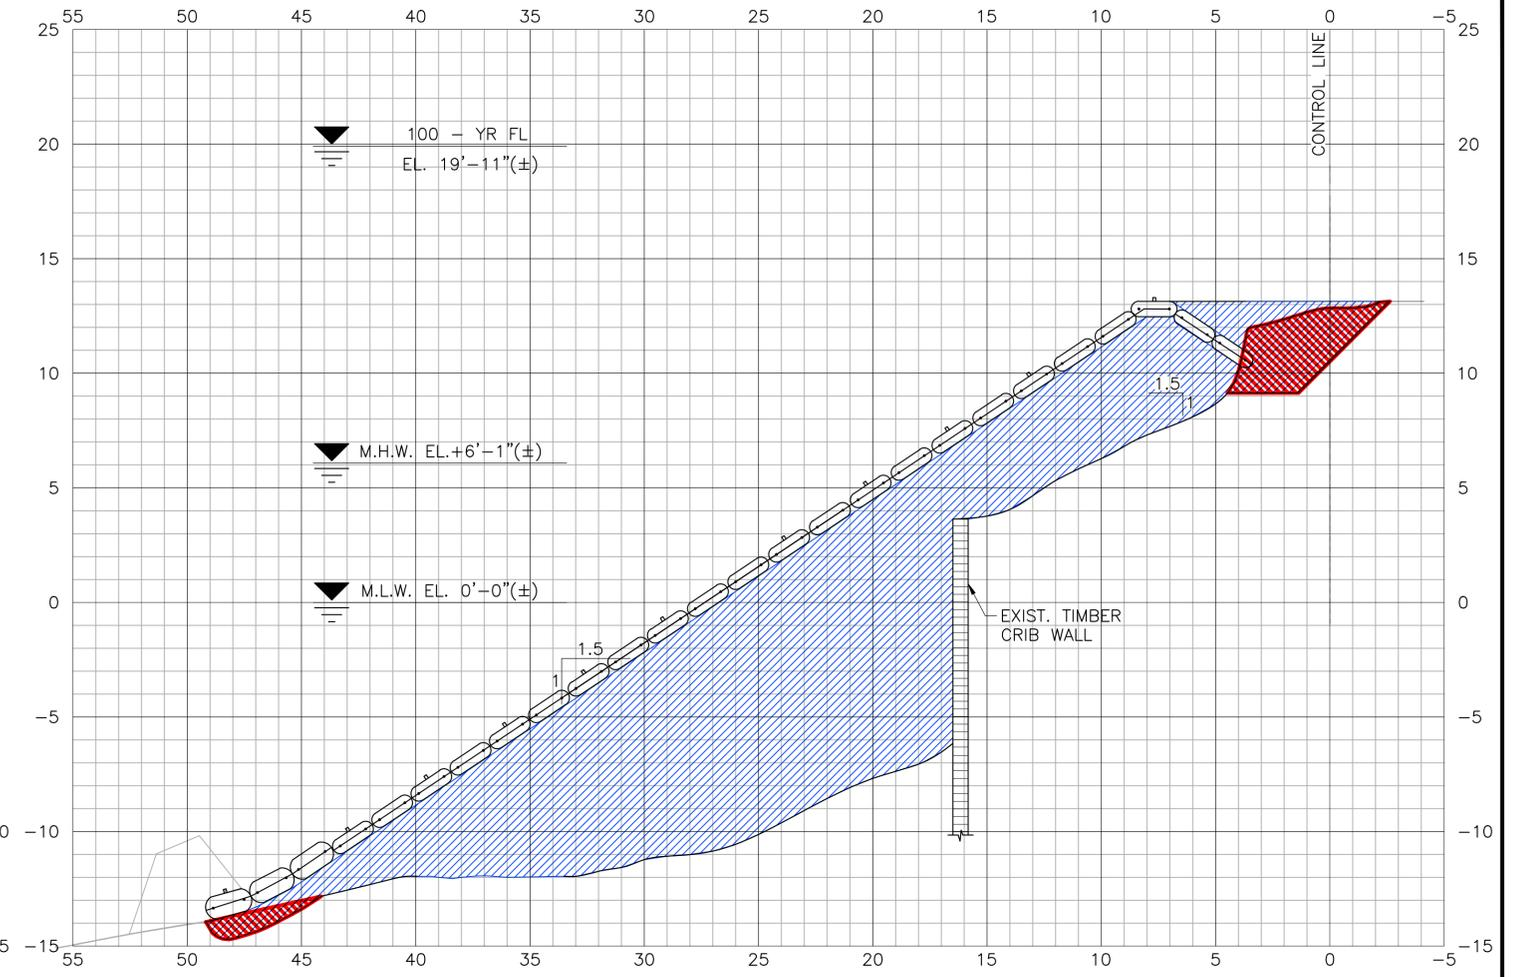 55 50 45 40 35 30 25 20 15 10 5 0 -5
25 25
CONTROL LINE
100 - YR FL
20 20
EL. 19'-11"(±)
15 15
10 10
1.5
1
M.H.W. EL.+6'-1"(±)
5 5
M.L.W. EL. 0'-0"(±)
0 0
EXIST. TIMBER
CRIB WALL
1.5
1
-5 -5
0 -10 -10
5 -15 -15
55 50 45 40 35 30 25 20 15 10 5 0 -5